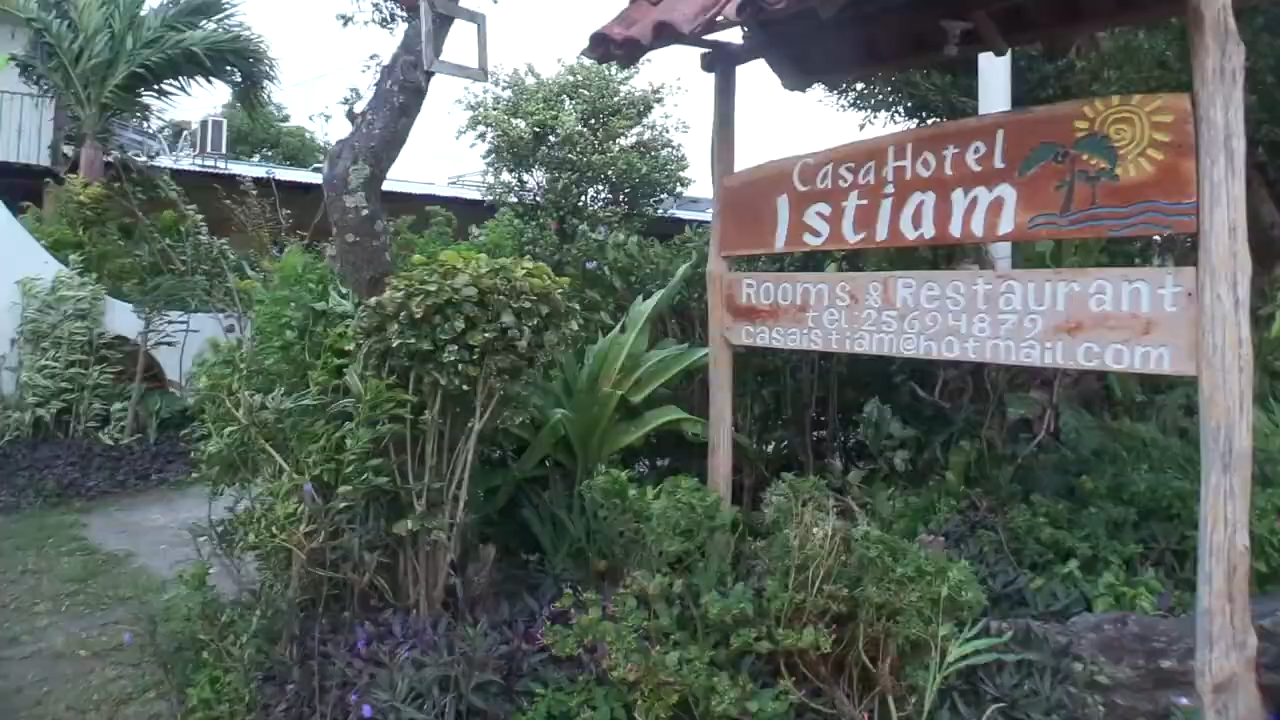 Casa Hotel
Istiam
Rooms & Restaurant
tel:25694879
casaistiam@hotmail.com